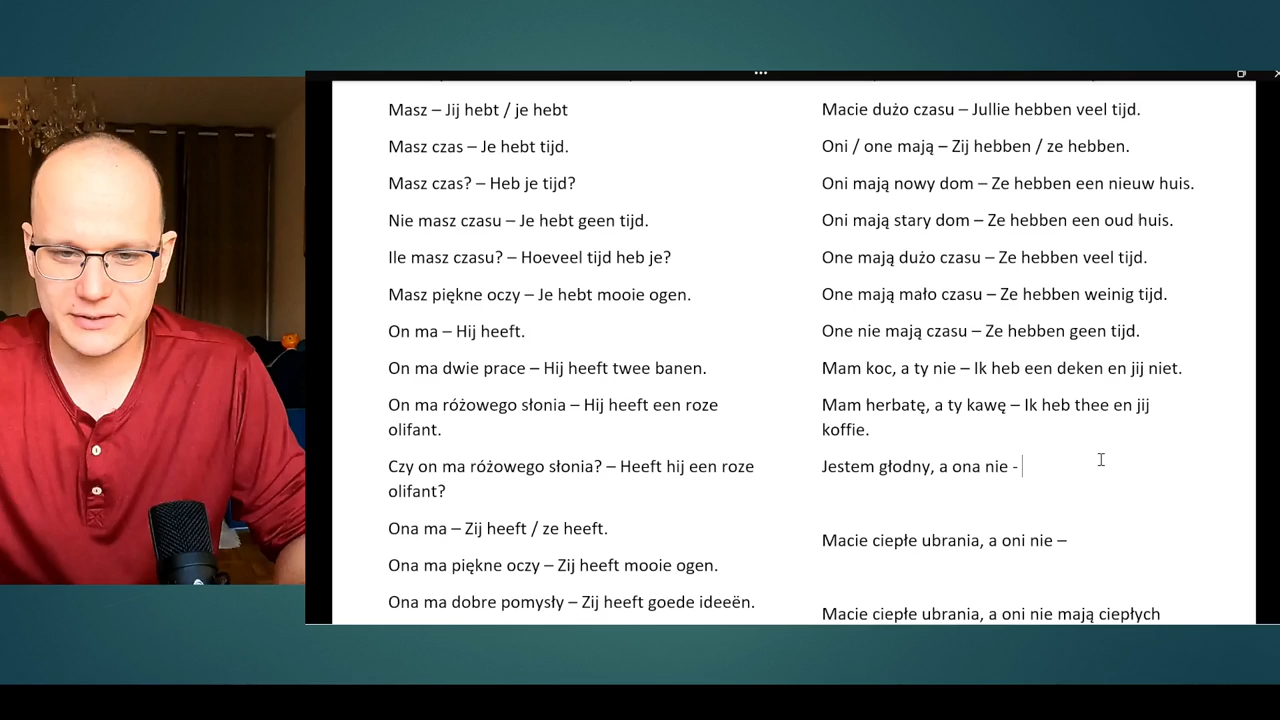 Masz – Jij hebt / je hebt
Masz czas – Je hebt tijd.
Masz czas? – Heb je tijd?
Nie masz czasu – Je hebt geen tijd.
Ile masz czasu? – Hoeveel tijd heb je?
Masz piękne oczy – Je hebt mooie ogen.
On ma – Hij heeft.
On ma dwie prace – Hij heeft twee banen.
On ma różowego słonia – Hij heeft een roze
olifant.
Czy on ma różowego słonia? – Heeft hij een roze
olifant?
Ona ma – Zij heeft / ze heeft.
Ona ma piękne oczy – Zij heeft mooie ogen.
Ona ma dobre pomysły – Zij heeft goede ideeën.
Macie dużo czasu – Jullie hebben veel tijd.
Oni / one mają – Zij hebben / ze hebben.
Oni mają nowy dom – Ze hebben een nieuw huis.
Oni mają stary dom – Ze hebben een oud huis.
One mają dużo czasu – Ze hebben veel tijd.
One mają mało czasu – Ze hebben weinig tijd.
One nie mają czasu – Ze hebben geen tijd.
Mam koc, a ty nie – Ik heb een deken en jij niet.
Mam herbatę, a ty kawę – Ik heb thee en jij
koffie.
Jestem głodny, a ona nie -
Macie ciepłe ubrania, a oni nie –
Macie ciepłe ubrania, a oni nie mają ciepłych